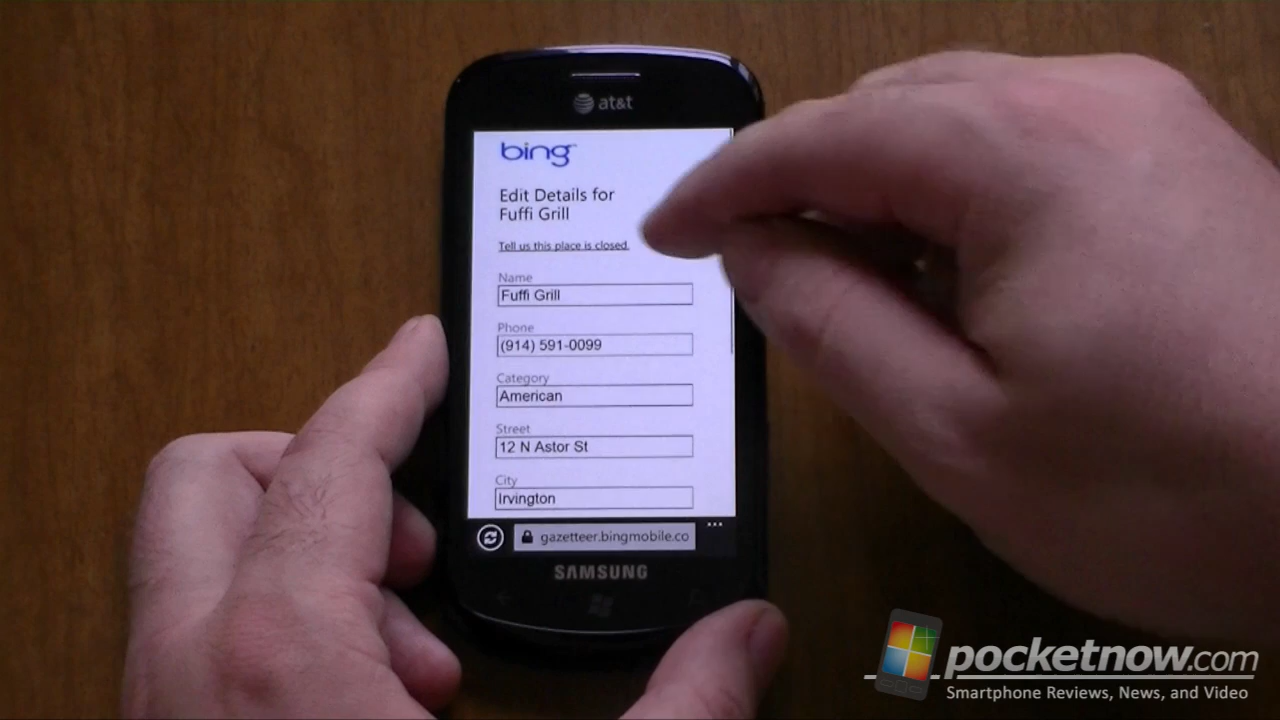 at&t
bing
Edit Details for
Fuffi Grill
Tell us this place is closed.
Name
Fuffi Grill
Phone
(914) 591-0099
Category
American
Street
12 N Astor St
City
Irvington
gazetteer.bingmobile.co
SAMSUNG
pocketnow.com
Smartphone Reviews, News, and Video